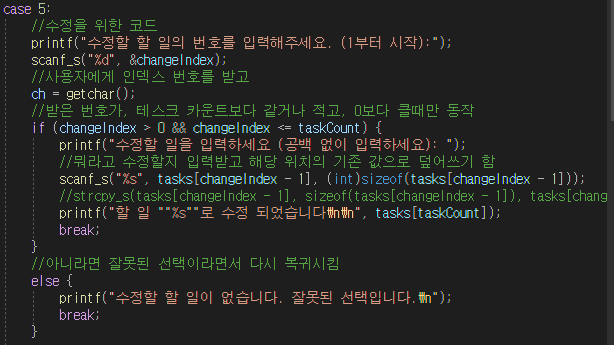 case 5:
//수정을 위한 코드
printf("수정할 할 일의 번호를 입력해주세요. (1부터 시작):");
scanf_s("%d", &changeIndex);
//사용자에게 인덱스 번호를 받고
ch = getchar();
//받은 번호가, 테스크 카운트보다 같거나 적고, 0보다 클때만 동작
if (changeIndex > 0 && changeIndex <= taskCount) {
printf("수정할 일을 입력하세요 (공백 없이 입력하세요): ");
//뭐라고 수정할지 입력받고 해당 위치의 기존 값으로 덮어쓰기 함
scanf_s("%s", tasks[changeIndex - 1], (int)sizeof(tasks[changeIndex - 1]));
//strcpy_s(tasks[changeIndex - 1], sizeof(tasks[changeIndex - 1]), tasks[chang
printf("할 일 ""%s""로 수정 되었습니다₩n₩n", tasks[taskCount]);
break;
}
//아니라면 잘못된 선택이라면서 다시 복귀시킴
else {
printf("수정할 할 일이 없습니다. 잘못된 선택입니다.₩n");
break;
}